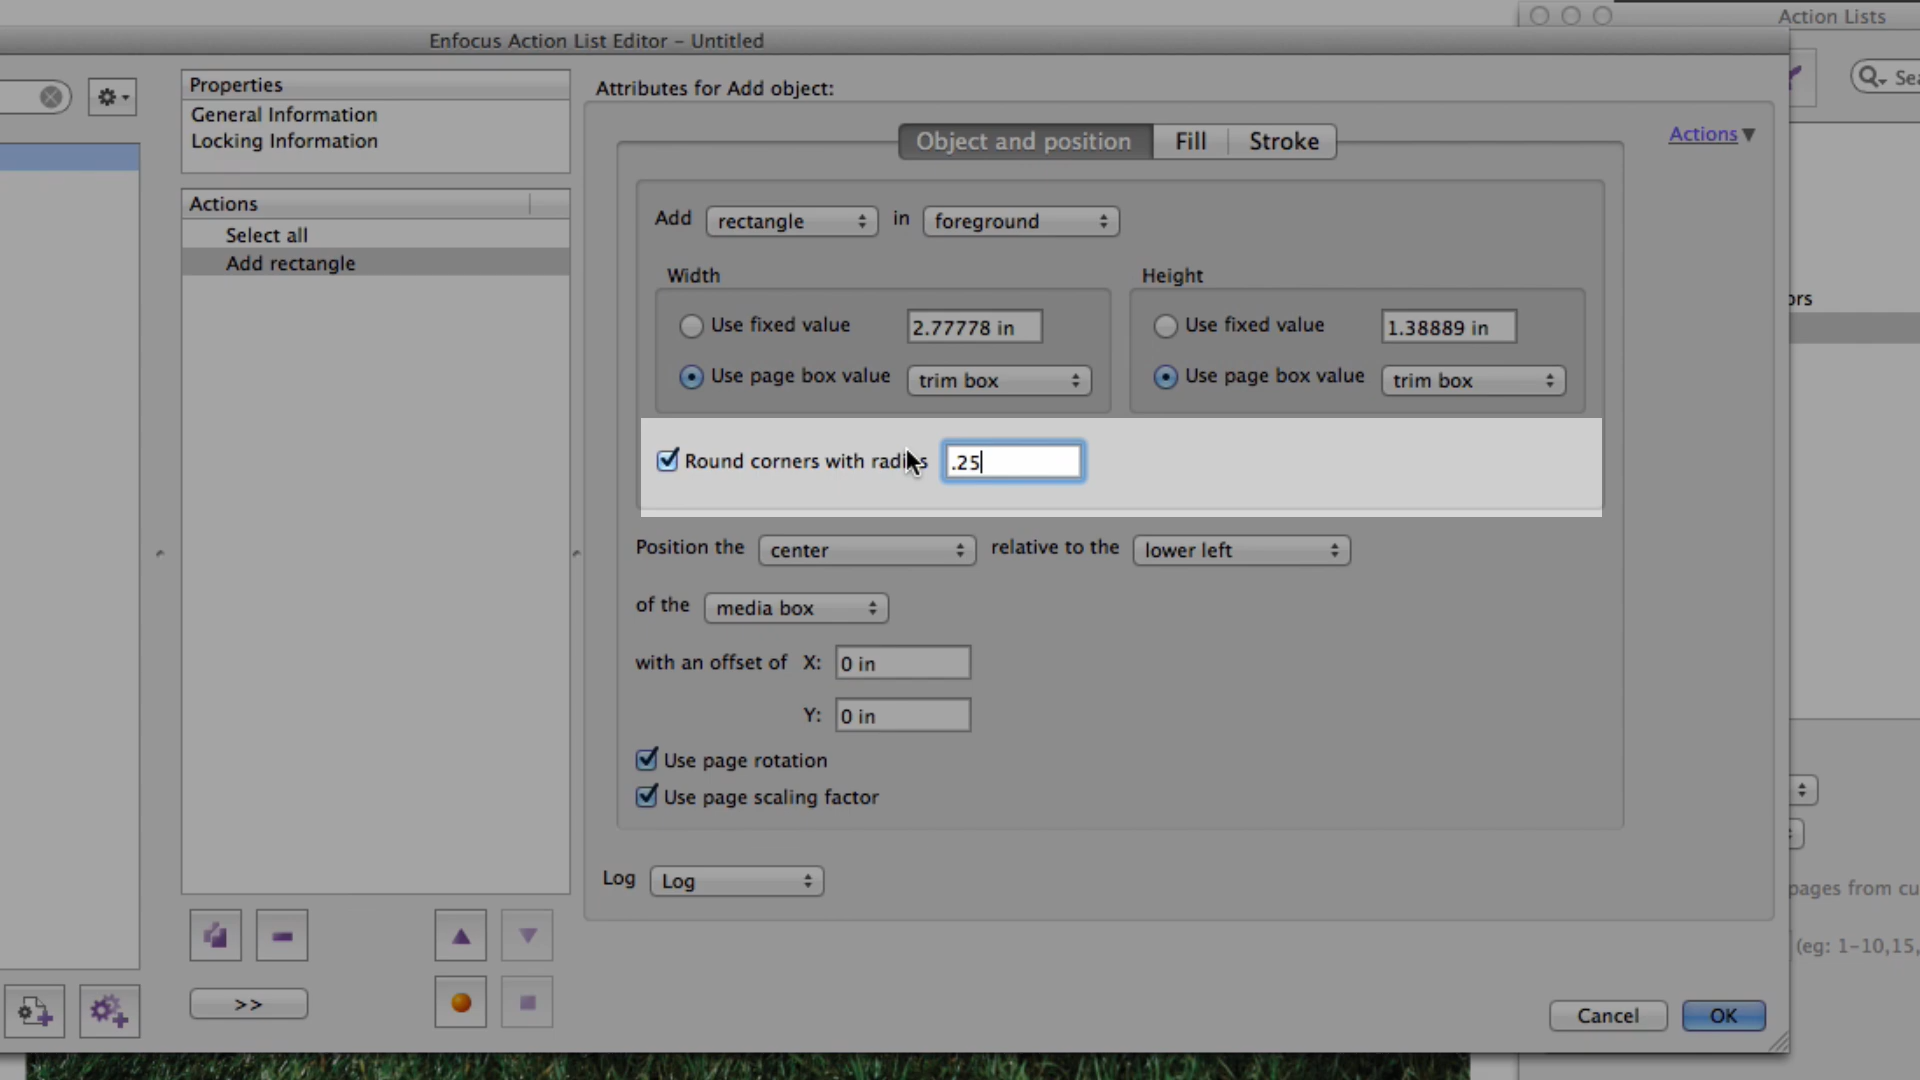 Action Lists
Enfocus Action List Editor – Untitled
Properties
General Information
Locking Information
Actions
Select all
Add rectangle
>>
Attributes for Add object:
Object and position Fill Stroke
Actions ▼
Add rectangle in foreground
Width Height
Use fixed value 2.77778 in Use fixed value 1.38889 in
Use page box value trim box Use page box value trim box
Round corners with radius .25
Position the center relative to the lower left
of the media box
with an offset of X: 0 in
Y: 0 in
Use page rotation
Use page scaling factor
Log Log
Cancel OK
Sea
ors
pages from cu
(eg: 1-10,15,